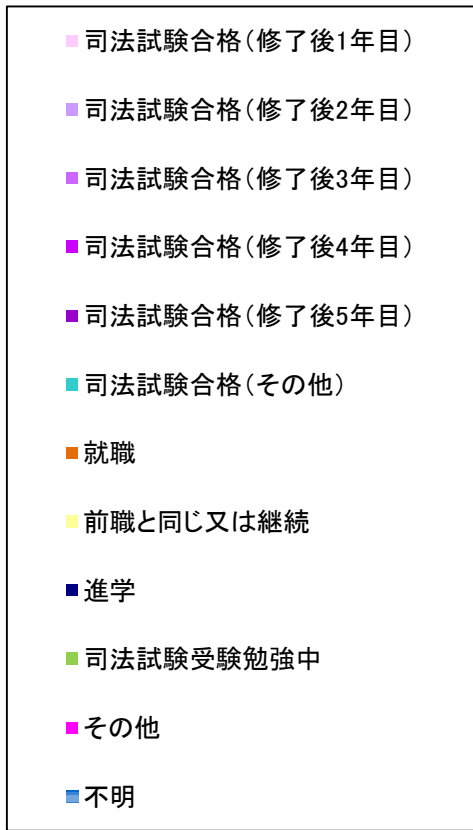 司法試験合格（修了後1年目）
司法試験合格（修了後2年目）
司法試験合格（修了後3年目）
司法試験合格（修了後4年目）
司法試験合格（修了後5年目）
司法試験合格（その他）
就職
前職と同じ又は継続
進学
司法試験受験勉強中
その他
不明